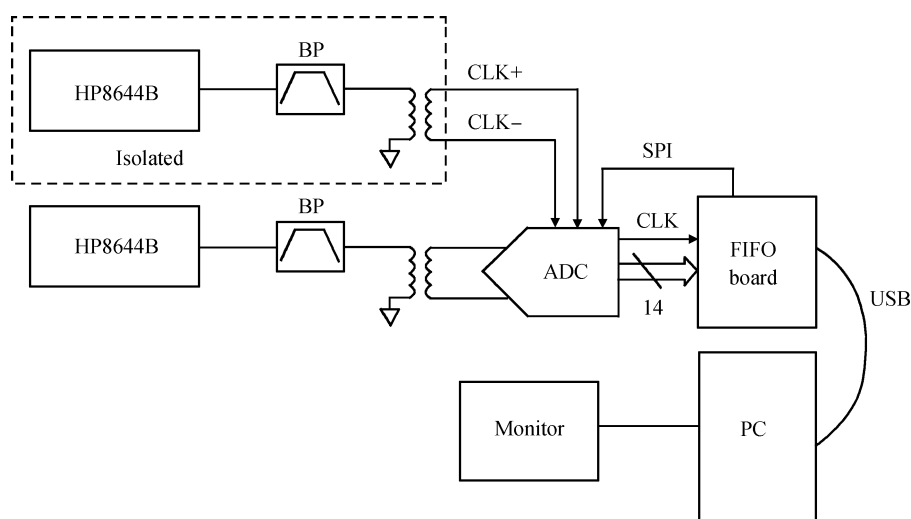 BP
HP8644B
Isolated
CLK+
CLK−
SPI
BP
HP8644B
ADC
CLK
14
FIFO
board
USB
Monitor
PC